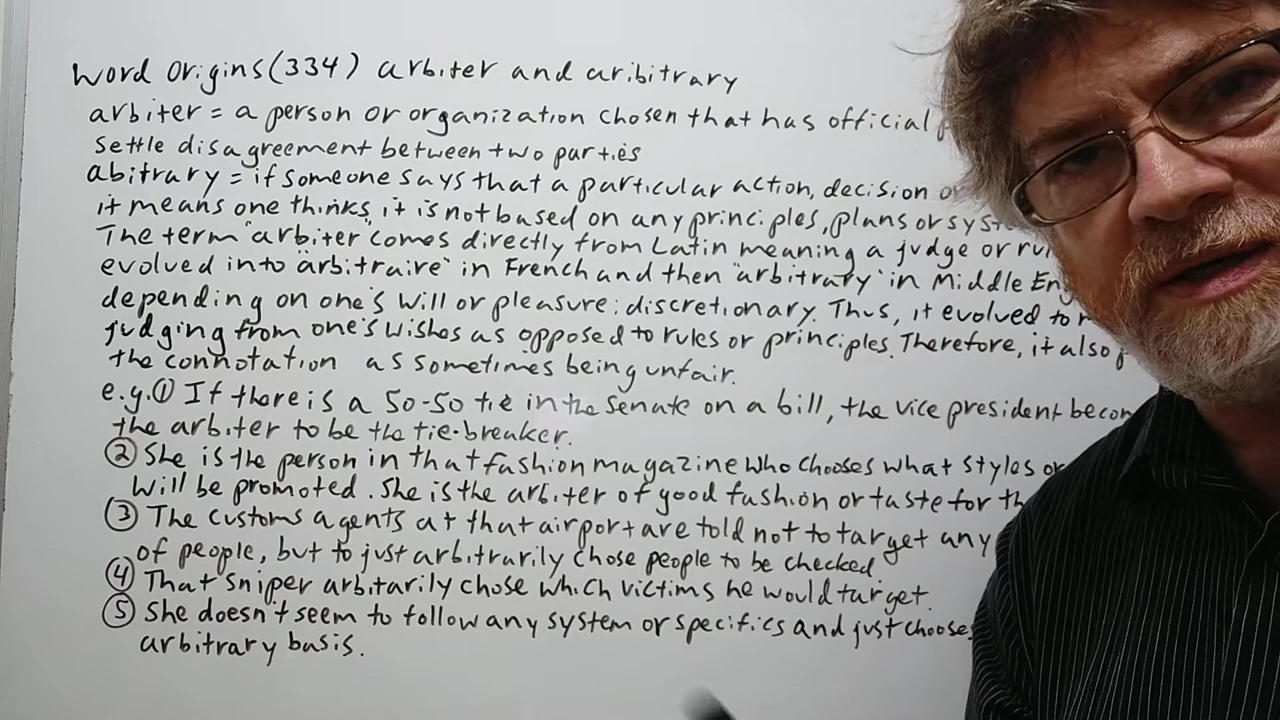 Word Origins(334) arbiter and aribitrary
arbiter = a person or organization chosen that has official
settle disagreement between two parties
abitrary = if someone says that a particular action, decision or
it means one thinks it is not based on any principles, plans or
The term "arbiter" comes directly from Latin meaning a judge or
evolved into "arbitraire" in French and then "arbitrary" in Middle
depending on one's will or pleasure: discretionary. Thus, it evolved to
judging from one's wishes as opposed to rules or principles. Therefore, it also
the connotation as sometimes being unfair.
e.g. ① If there is a 50-50 tie in the Senate on a bill, the vice president
the arbiter to be the tie-breaker.
② She is the person in that fashion magazine who chooses what styles or
will be promoted. She is the arbiter of good fashion or taste for
③ The customs agents at that airport are told not to target any
of people, but to just arbitrarily chose people to be checked.
④ That sniper arbitarily chose which victims he would target.
⑤ She doesn't seem to follow any system or specifics and just
arbitrary basis.